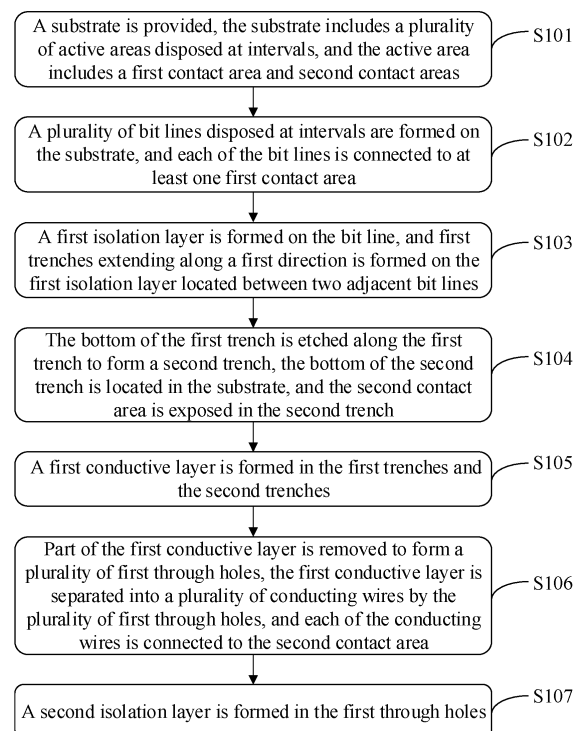 A substrate is provided, the substrate includes a plurality
of active areas disposed at intervals, and the active area
includes a first contact area and second contact areas
S101
A plurality of bit lines disposed at intervals are formed on
the substrate, and each of the bit lines is connected to at
least one first contact area
S102
A first isolation layer is formed on the bit line, and first
trenches extending along a first direction is formed on the
first isolation layer located between two adjacent bit lines
S103
The bottom of the first trench is etched along the first
trench to form a second trench, the bottom of the second
trench is located in the substrate, and the second contact
area is exposed in the second trench
S104
A first conductive layer is formed in the first trenches and
the second trenches
S105
Part of the first conductive layer is removed to form a
plurality of first through holes, the first conductive layer is
separated into a plurality of conducting wires by the
plurality of first through holes, and each of the conducting
wires is connected to the second contact area
S106
A second isolation layer is formed in the first through holes
S107